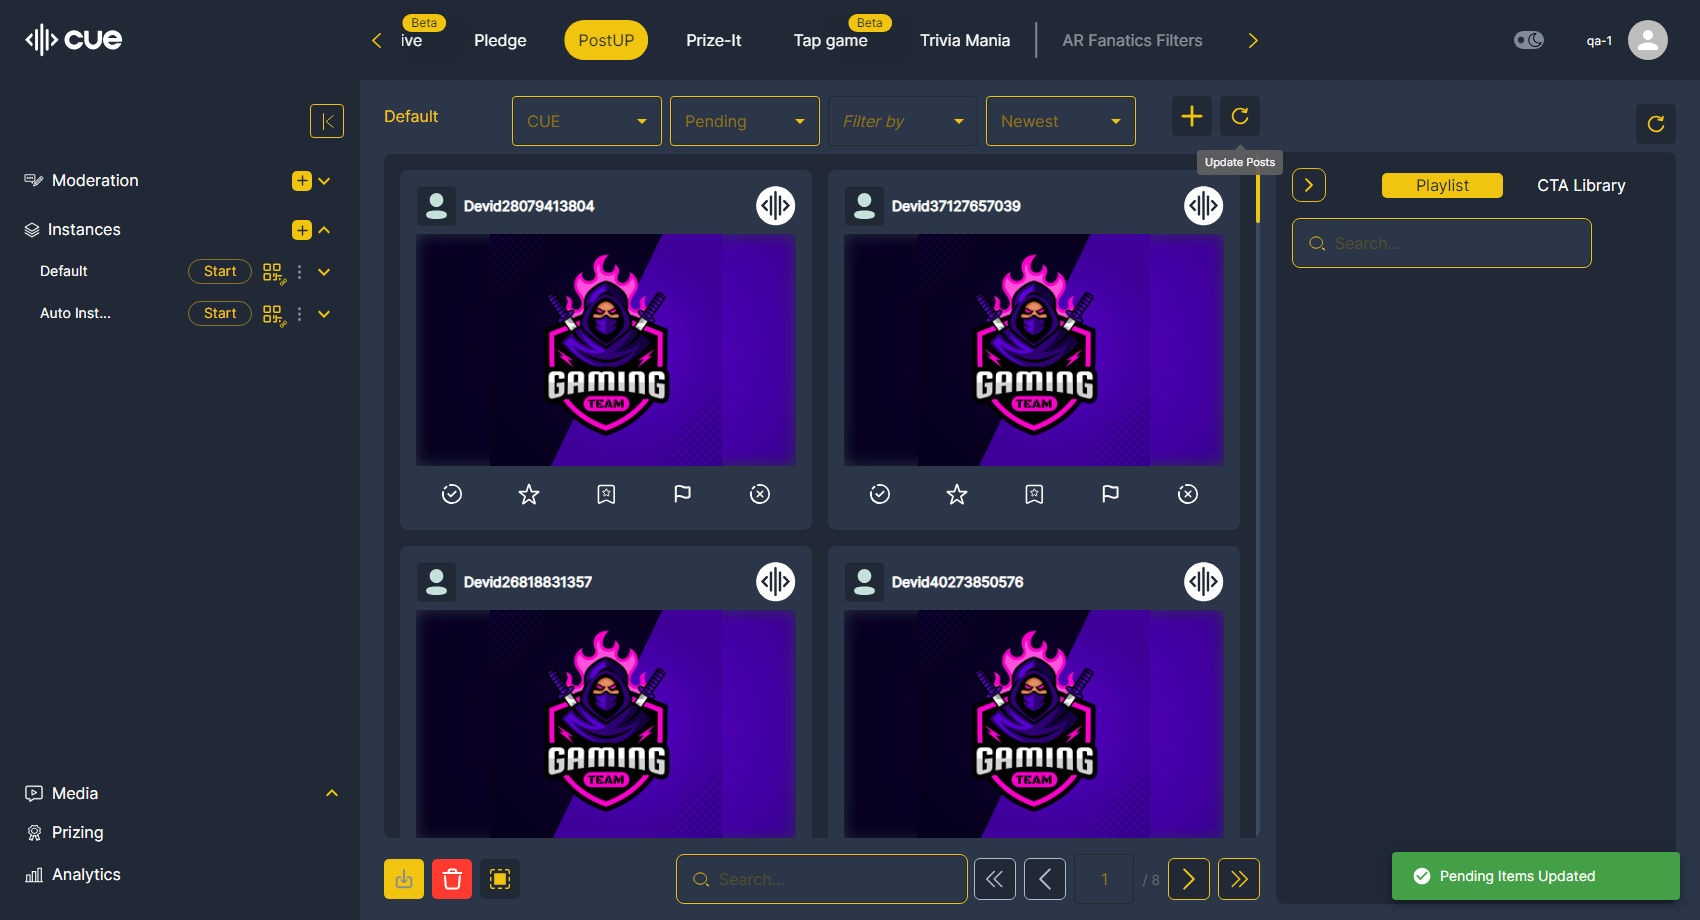 cue
Beta
ive
Pledge
PostUP
Prize-It
Beta
Tap game
Trivia Mania
AR Fanatics Filters
qa-1
Default
CUE
Pending
Filter by
Newest
Update Posts
Moderation
Instances
Default
Start
Auto Inst...
Start
Media
Prizing
Analytics
Devid28079413804
GAMING
TEAM
Devid37127657039
GAMING
TEAM
Devid26818831357
GAMING
TEAM
Devid40273850576
GAMING
TEAM
Playlist
CTA Library
Search...
Search...
1
/ 8
Pending Items Updated